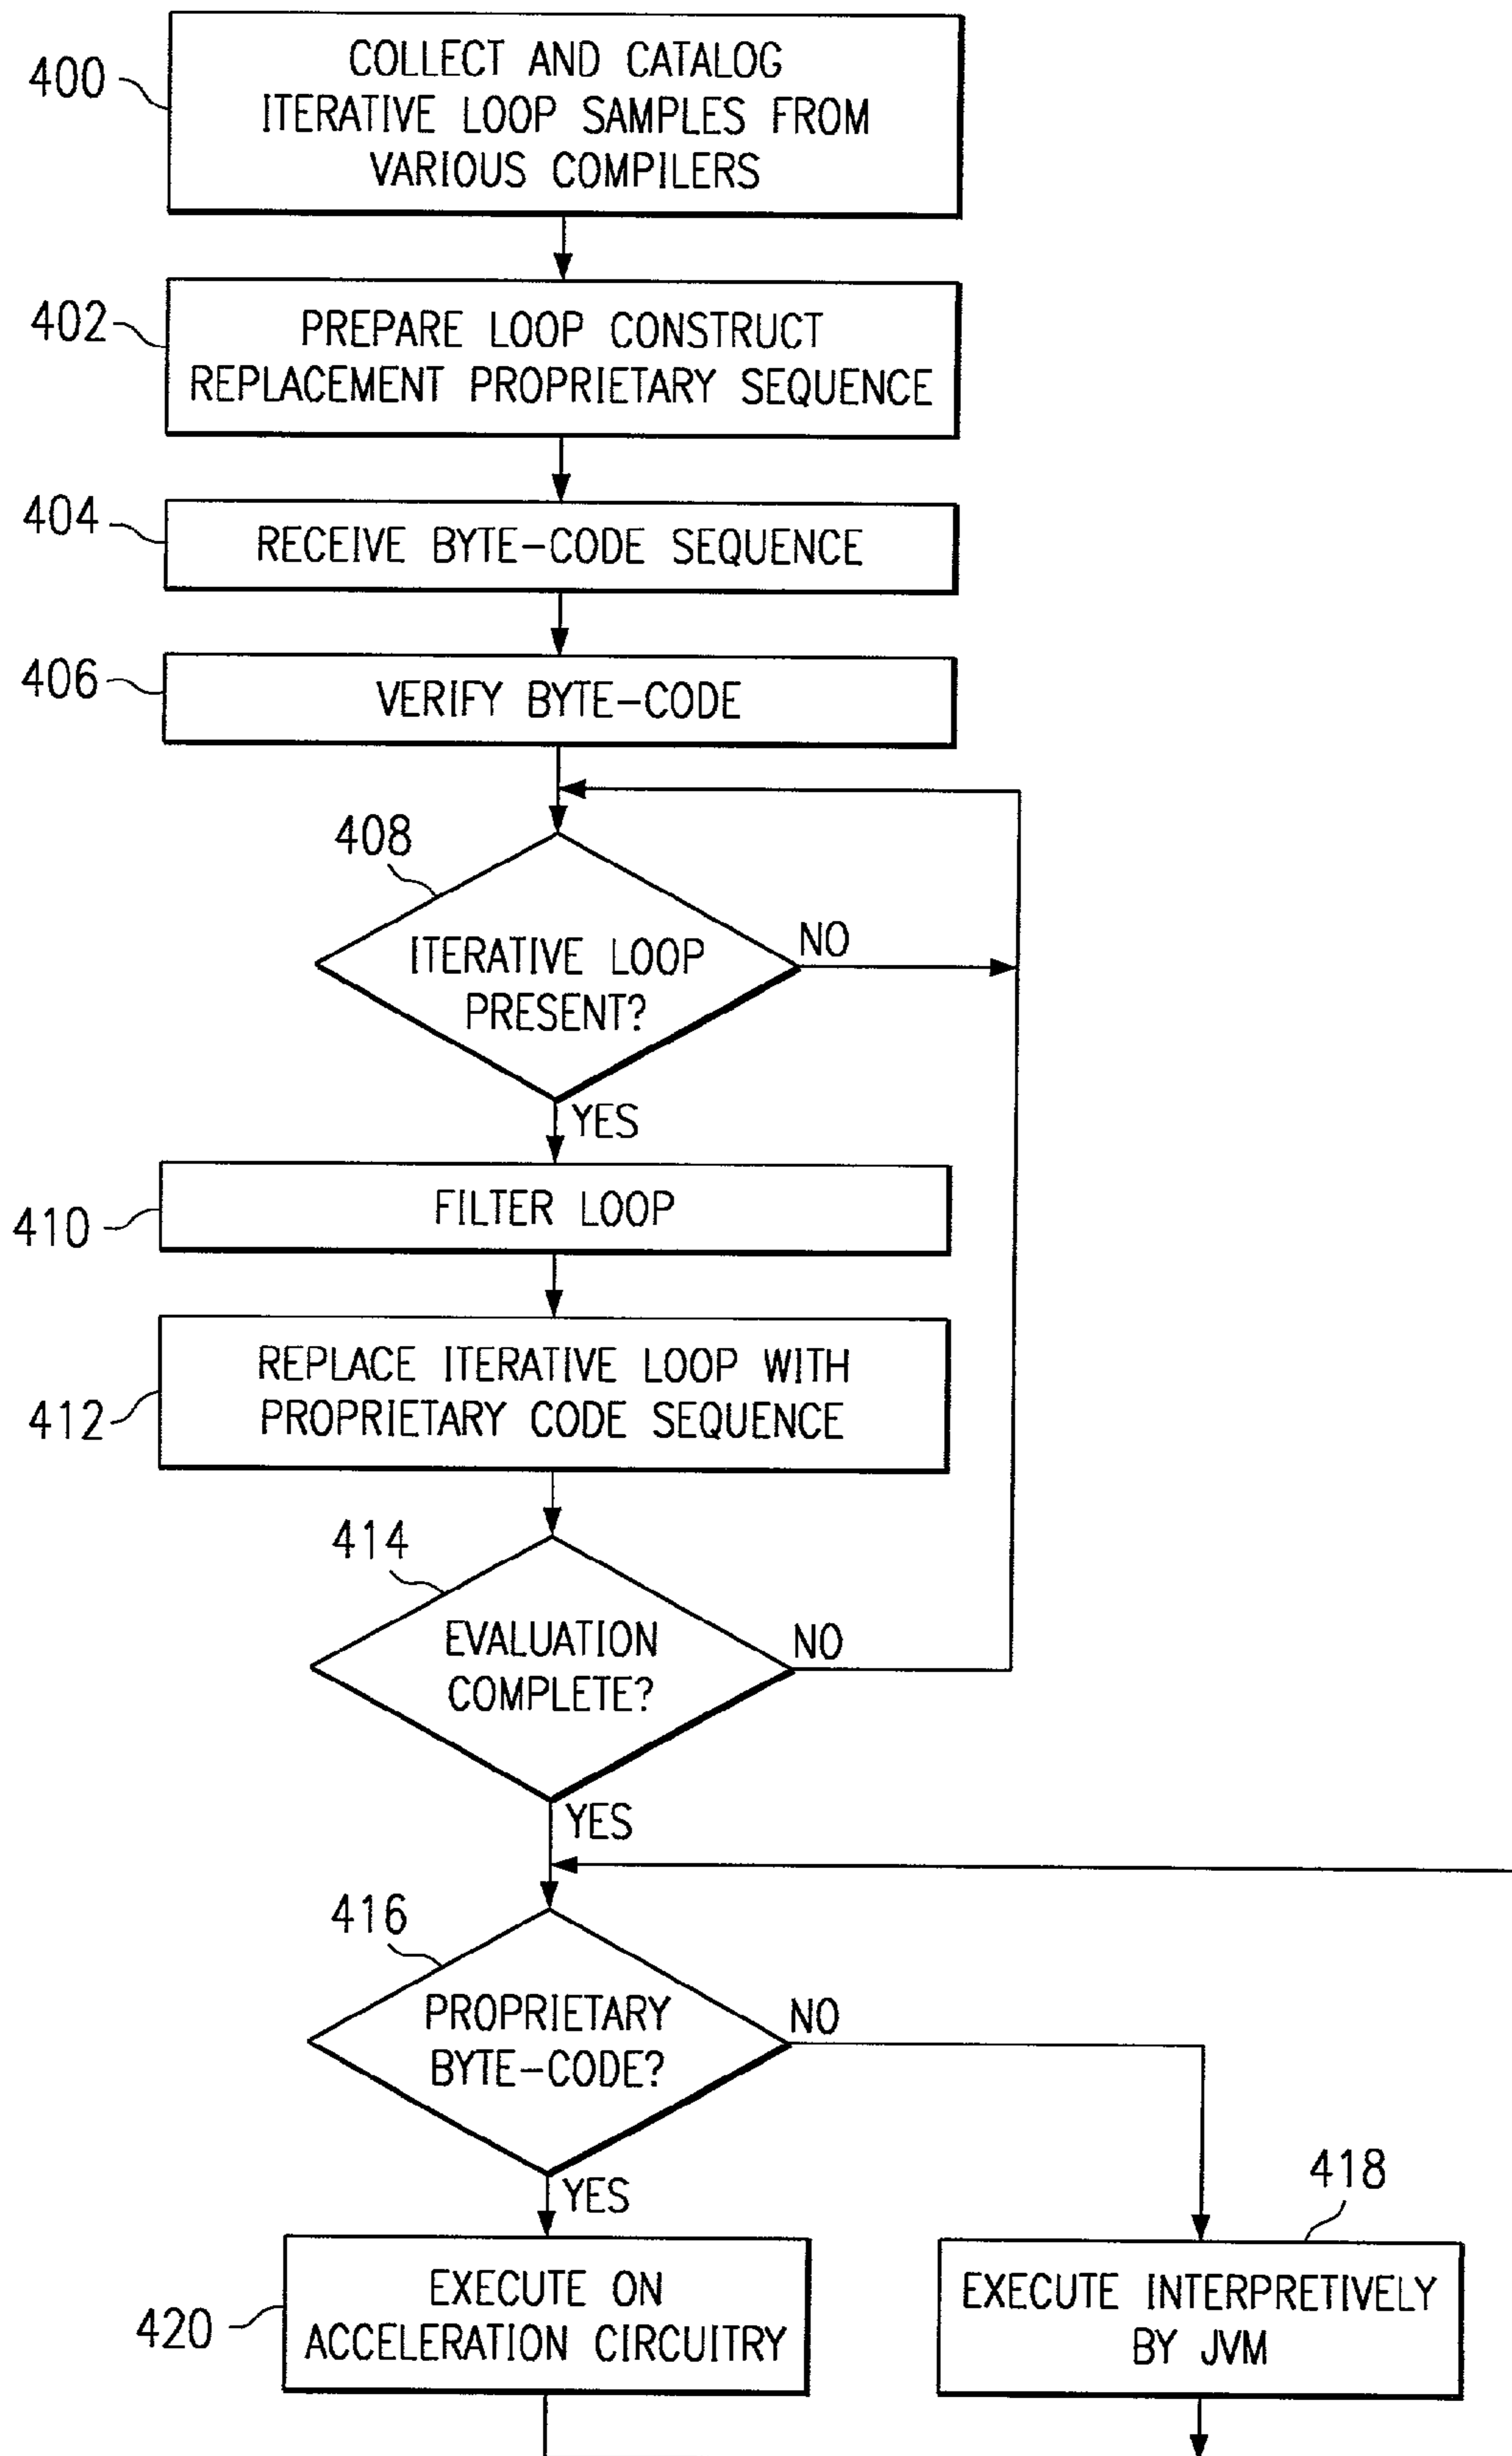 400
COLLECT AND CATALOG
ITERATIVE LOOP SAMPLES FROM
VARIOUS COMPILERS
402
PREPARE LOOP CONSTRUCT
REPLACEMENT PROPRIETARY SEQUENCE
404
RECEIVE BYTE-CODE SEQUENCE
406
VERIFY BYTE-CODE
408
ITERATIVE LOOP
PRESENT?
NO
YES
410
FILTER LOOP
412
REPLACE ITERATIVE LOOP WITH
PROPRIETARY CODE SEQUENCE
414
EVALUATION
COMPLETE?
NO
YES
416
PROPRIETARY
BYTE-CODE?
NO
YES
418
420
EXECUTE ON
ACCELERATION CIRCUITRY
EXECUTE INTERPRETIVELY
BY JVM